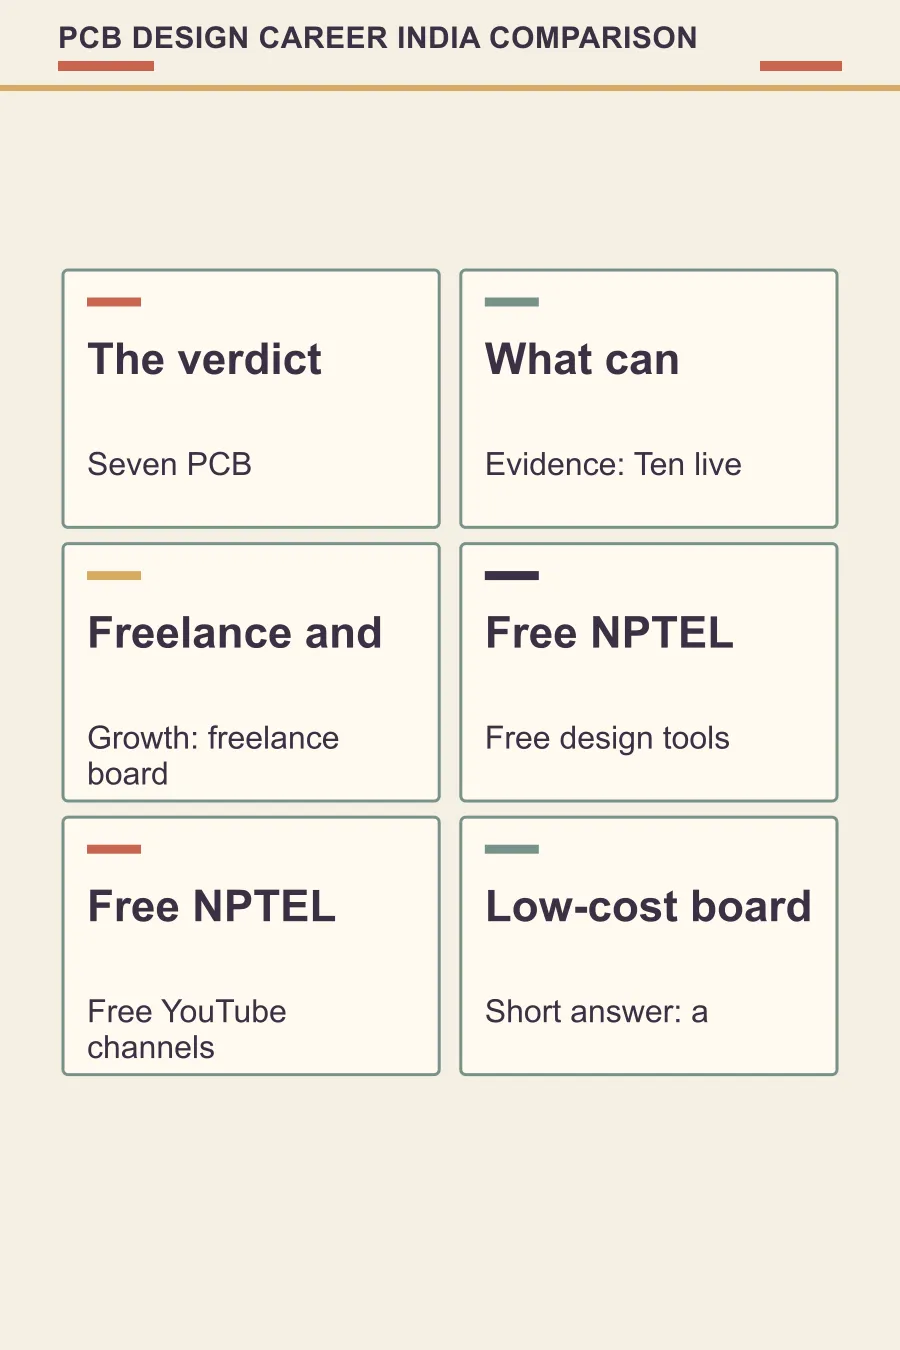 PCB DESIGN CAREER INDIA COMPARISON
The verdict
Seven PCB
What can
Evidence: Ten live
Freelance and
Growth: freelance
board
Free NPTEL
Free design tools
Free NPTEL
Free YouTube
channels
Low-cost board
Short answer: a